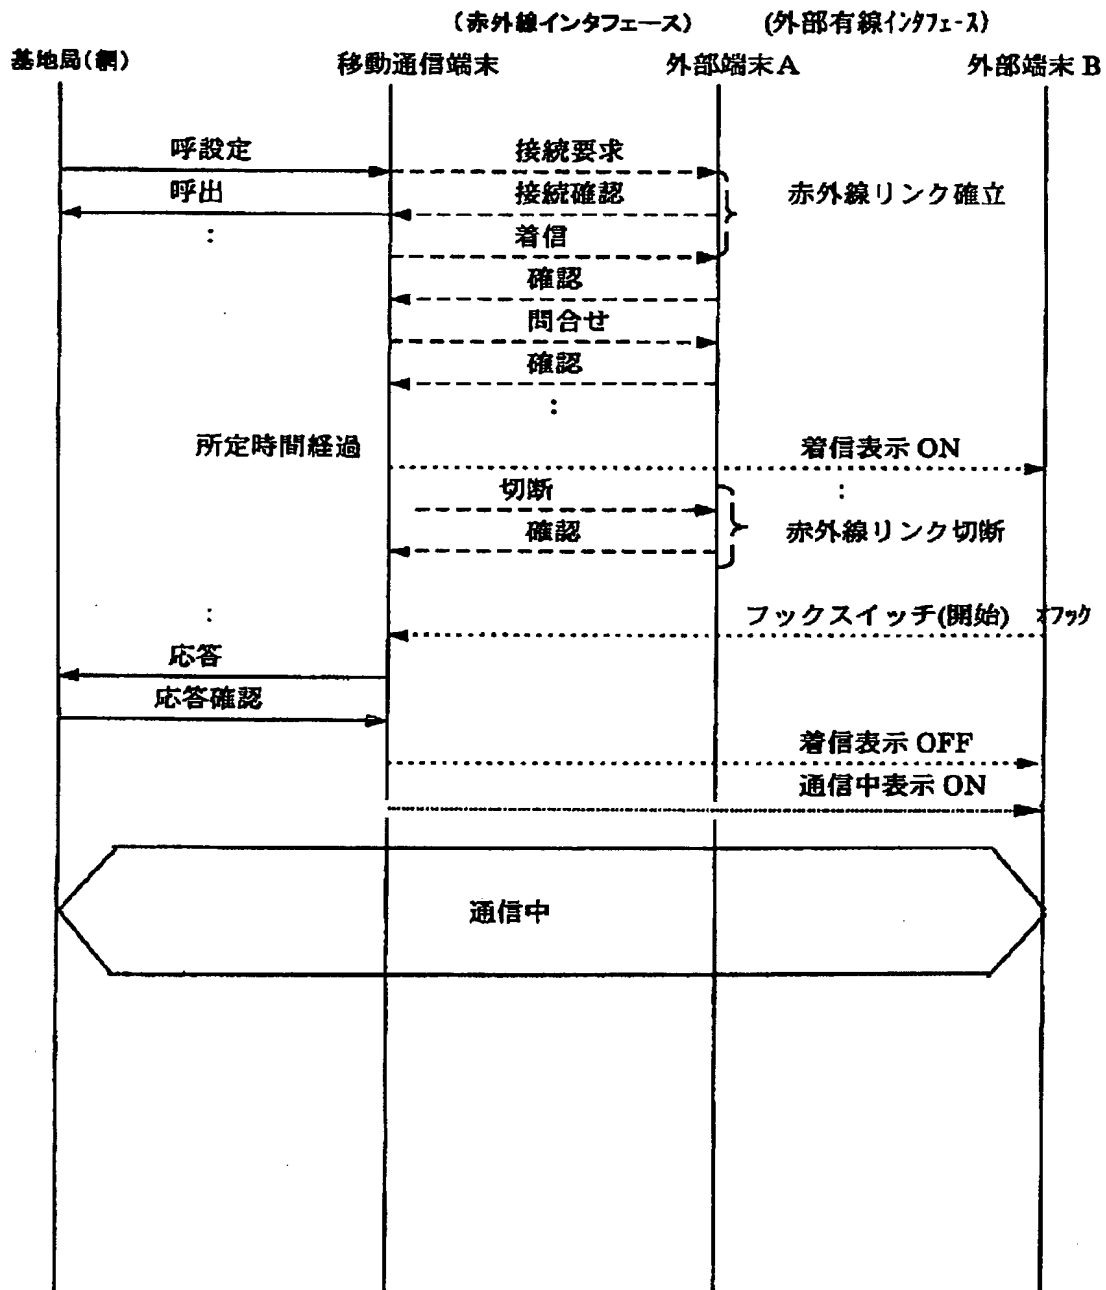 (赤外線インタフェース) (外部有線インタフェース)
基地局(網) 移動通信端末 外部端末A 外部端末B
呼設定 接続要求
呼出 接続確認 赤外線リンク確立
: 着信
確認
問合せ
確認
:
所定時間経過 着信表示 ON
切断 :
確認 赤外線リンク切断
: フックスイッチ(開始) オフック
応答
応答確認
着信表示 OFF
通信中表示 ON
通信中